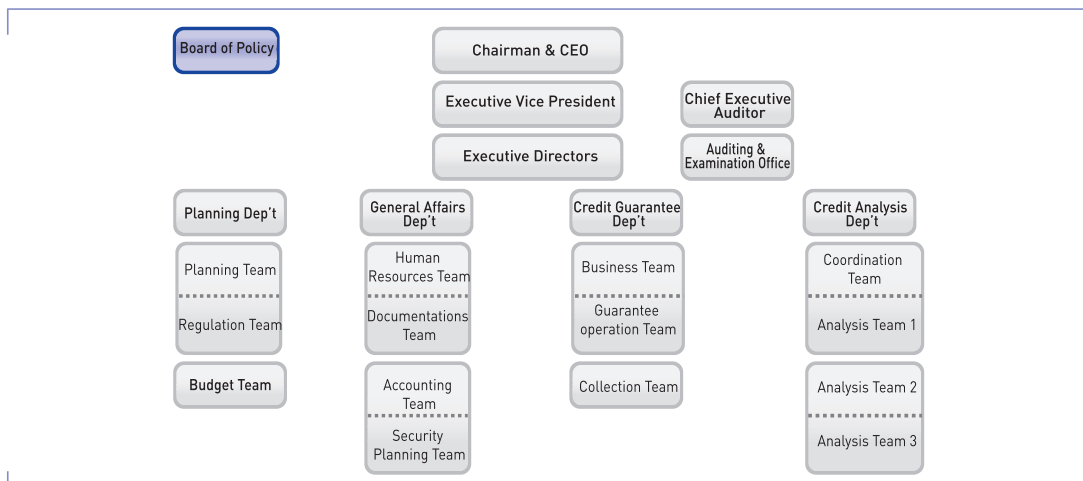 Board of Policy
Chairman & CEO
Executive Vice President
Chief Executive
Auditor
Executive Directors
Auditing &
Examination Office
Planning Dep't
General Affairs
Dep't
Credit Guarantee
Dep't
Credit Analysis
Dep't
Planning Team
Regulation Team
Budget Team
Human
Resources Team
Documentations
Team
Accounting
Team
Security
Planning Team
Business Team
Guarantee
operation Team
Collection Team
Coordination
Team
Analysis Team 1
Analysis Team 2
Analysis Team 3